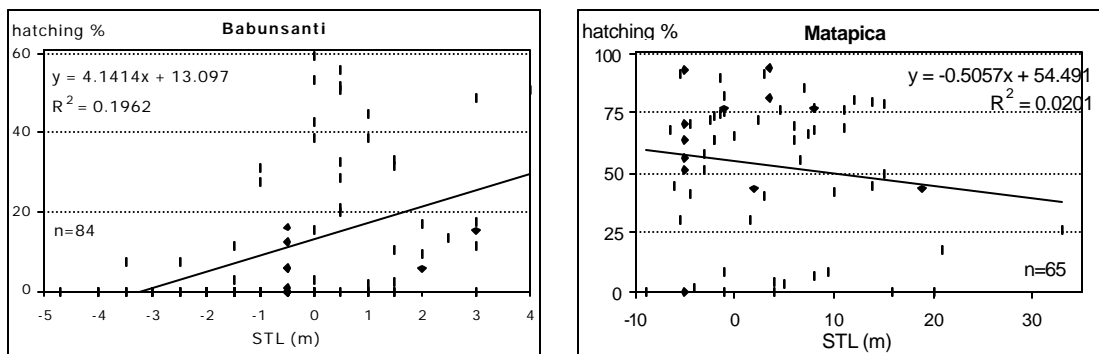 hatching %
Babunsanti
60
y = 4.1414x + 13.097
R² = 0.1962
40
20
n=84
0
-5 -4 -3 -2 -1 0 1 2 3 4
STL (m)
hatching %
Matapica
100
y = -0.5057x + 54.491
R² = 0.0201
75
50
25
n=65
0
-10 0 10 20 30
STL (m)